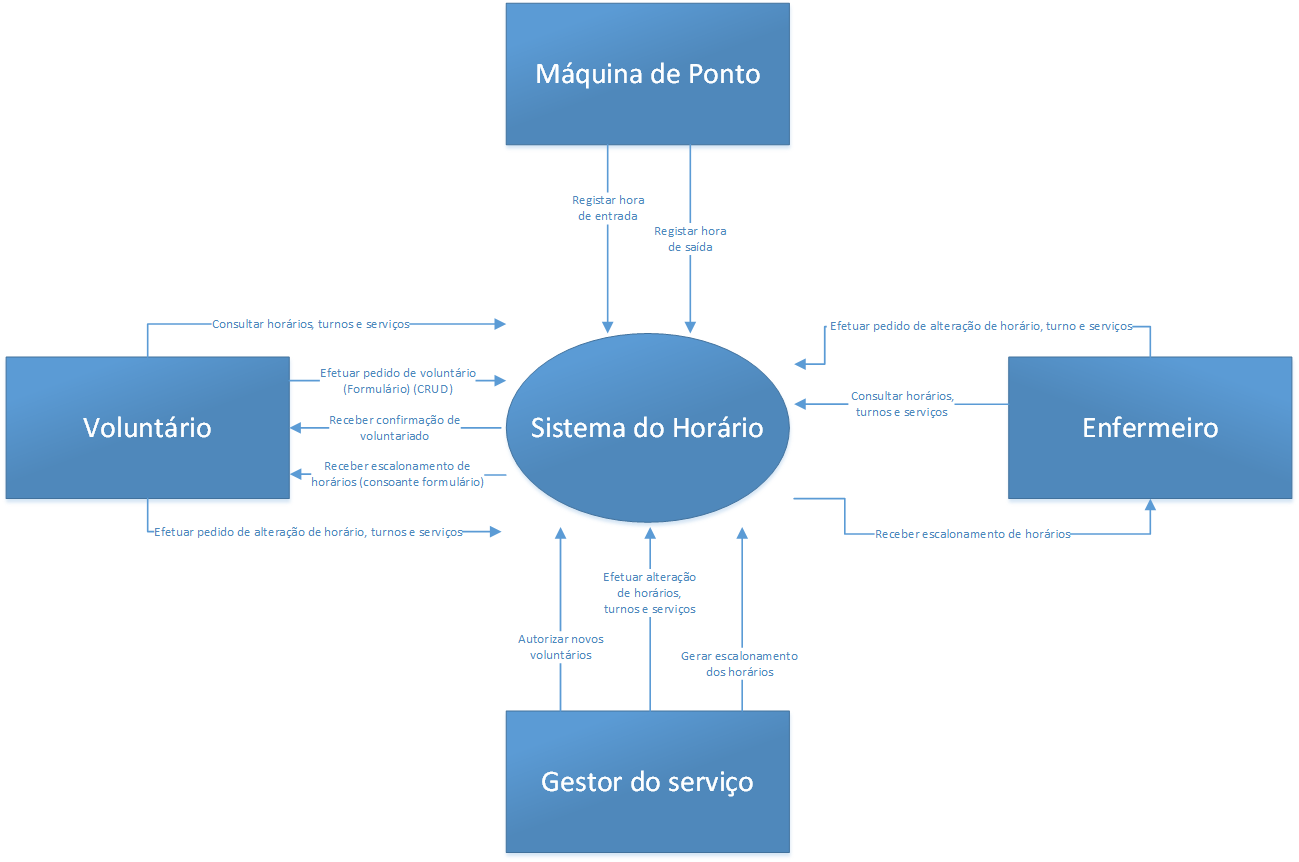 Máquina de Ponto
Registar hora
de entrada
Registar hora
de saída
Consultar horários, turnos e serviços
Efetuar pedido de voluntário
(Formulário) (CRUD)
Receber confirmação de
voluntariado
Receber escalonamento de
horários (consoante formulário)
Efetuar pedido de alteração de horário, turnos e serviços
Voluntário
Sistema do Horário
Efetuar pedido de alteração de horário, turno e serviços
Consultar horários,
turnos e serviços
Enfermeiro
Receber escalonamento de horários
Autorizar novos
voluntários
Efetuar alteração
de horários,
turnos e serviços
Gerar escalonamento
dos horários
Gestor do serviço